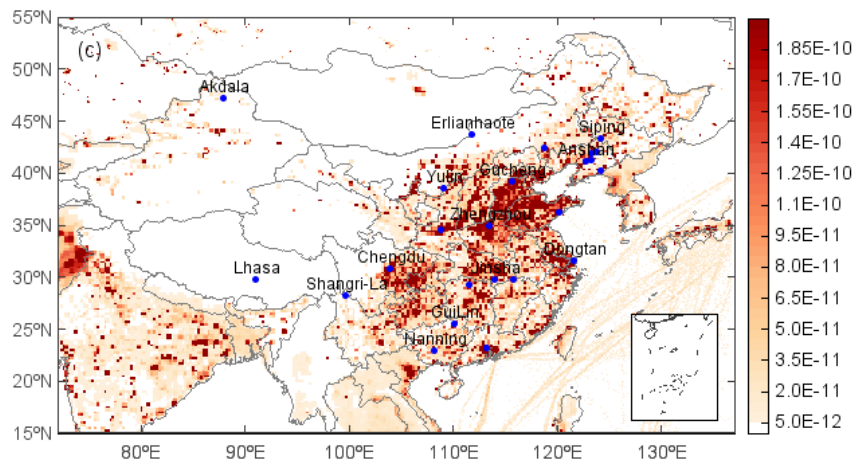 55ºN
(c)
50ºN
45ºN
40ºN
35ºN
30ºN
25ºN
20ºN
15ºN
Akdala
Erlianhaote
Siping
Anshan
Yulin
Gucheng
Zhengzhou
Dongtan
Chengdu
Jinsha
Lhasa
Shangri-La
GuiLin
Nanning
80ºE
90ºE
100ºE
110ºE
120ºE
130ºE
1.85E-10
1.7E-10
1.55E-10
1.4E-10
1.25E-10
1.1E-10
9.5E-11
8.0E-11
6.5E-11
5.0E-11
3.5E-11
2.0E-11
5.0E-12